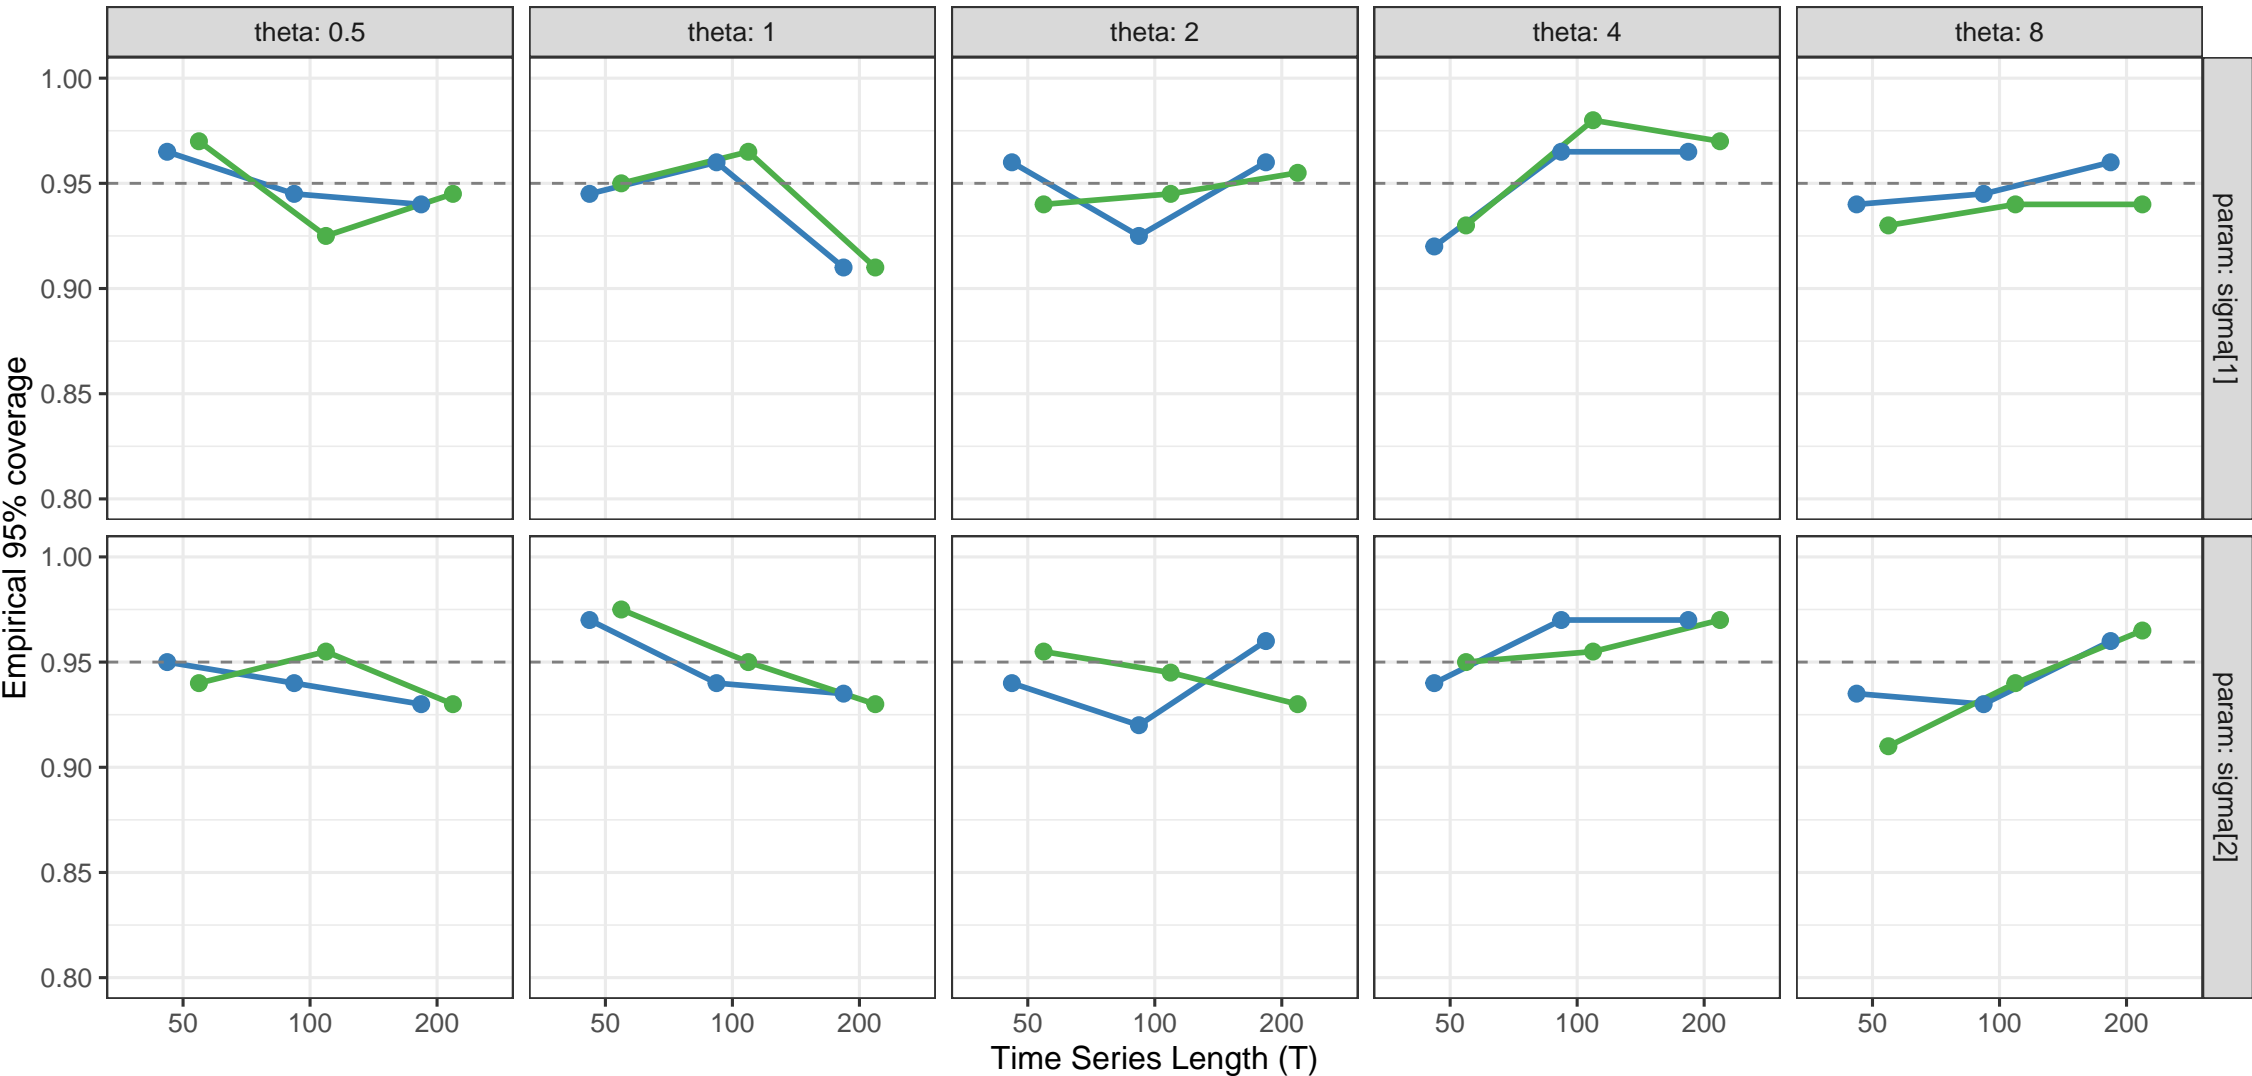 theta: 0.5
theta: 1
theta: 2
theta: 4
theta: 8
1.00
0.95
0.90
0.85
0.80
param: sigma[1]
Empirical 95% coverage
1.00
0.95
0.90
0.85
0.80
param: sigma[2]
50 100 200
50 100 200
50 100 200
50 100 200
50 100 200
Time Series Length (T)